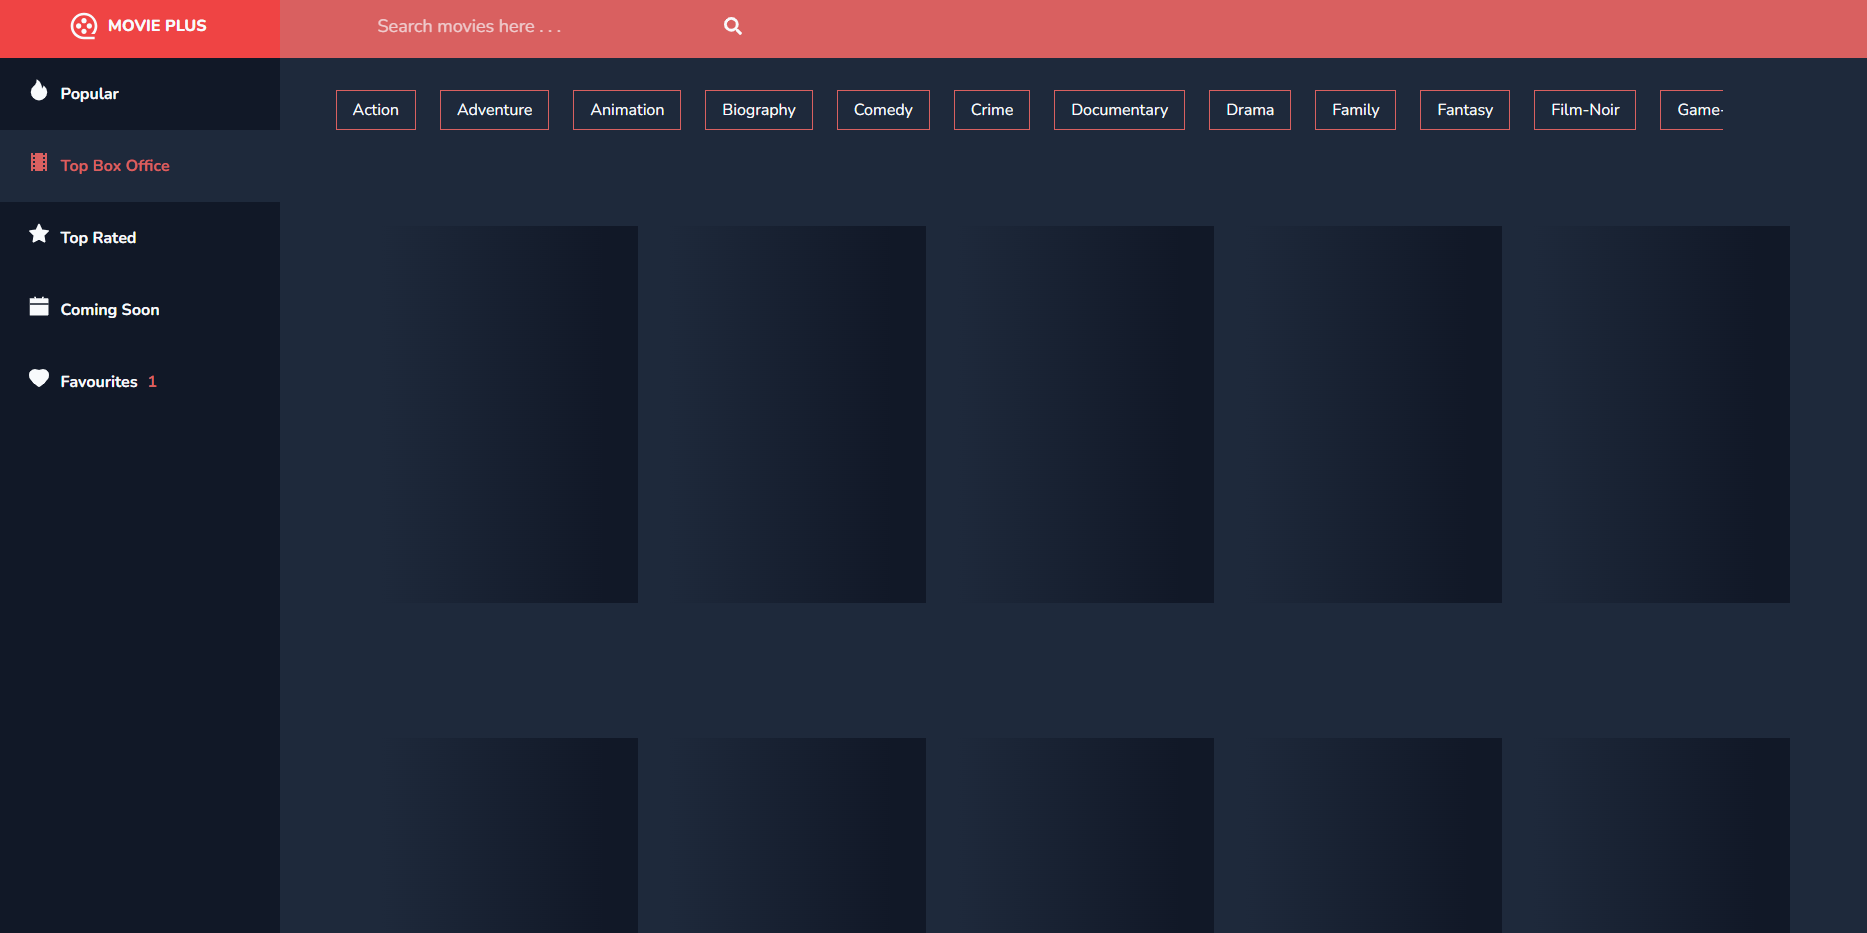 MOVIE PLUS
Search movies here . . .
Popular
Top Box Office
Top Rated
Coming Soon
Favourites 1
Action Adventure Animation Biography Comedy Crime Documentary Drama Family Fantasy Film-Noir Game-